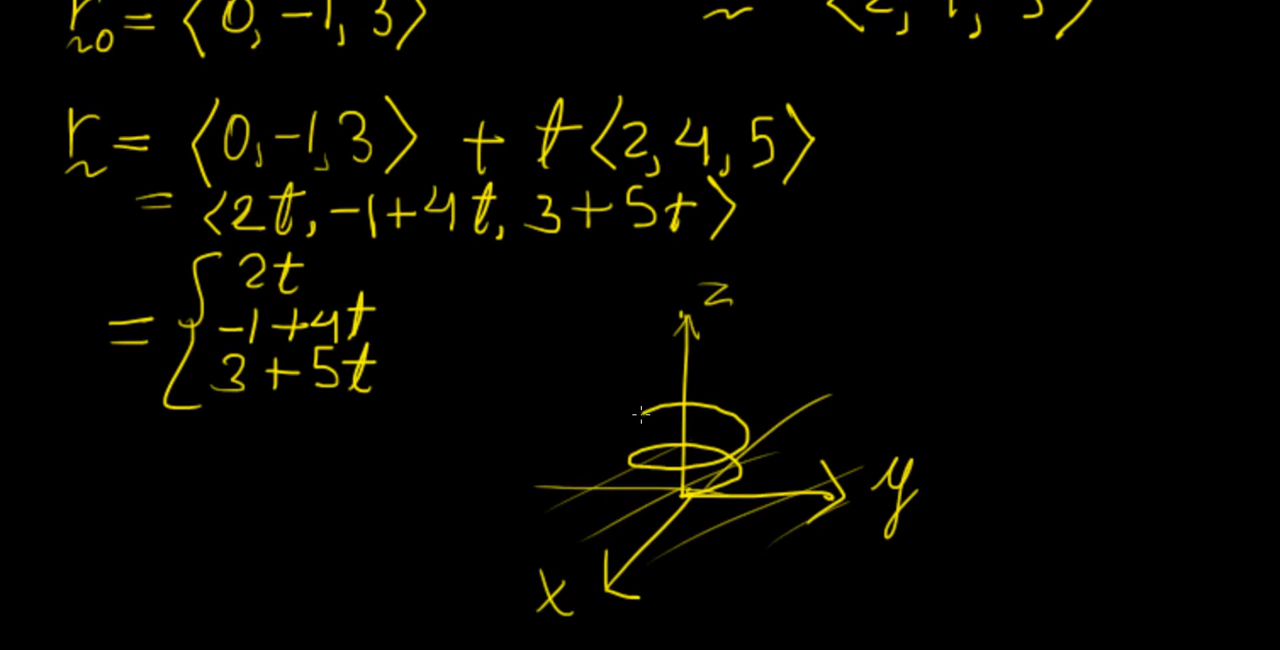 r₀ = ⟨0, -1, 3⟩
r = ⟨0, -1, 3⟩ + t⟨2, 4, 5⟩
= ⟨2t, -1+4t, 3+5t⟩
= { 2t
-1+4t
3+5t
z
y
x